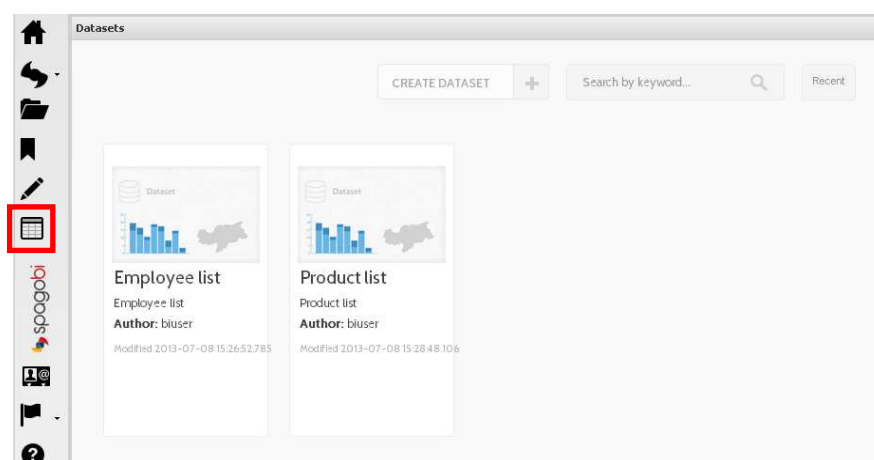 Datasets
CREATE DATASET
Search by keyword...
Recent
Dataset
Dataset
Employee list
Employee list
Author: biuser
Modified 2013-07-08 15:26:52.785
Product list
Product list
Author: biuser
Modified 2013-07-08 15:28:48.106
spagobi